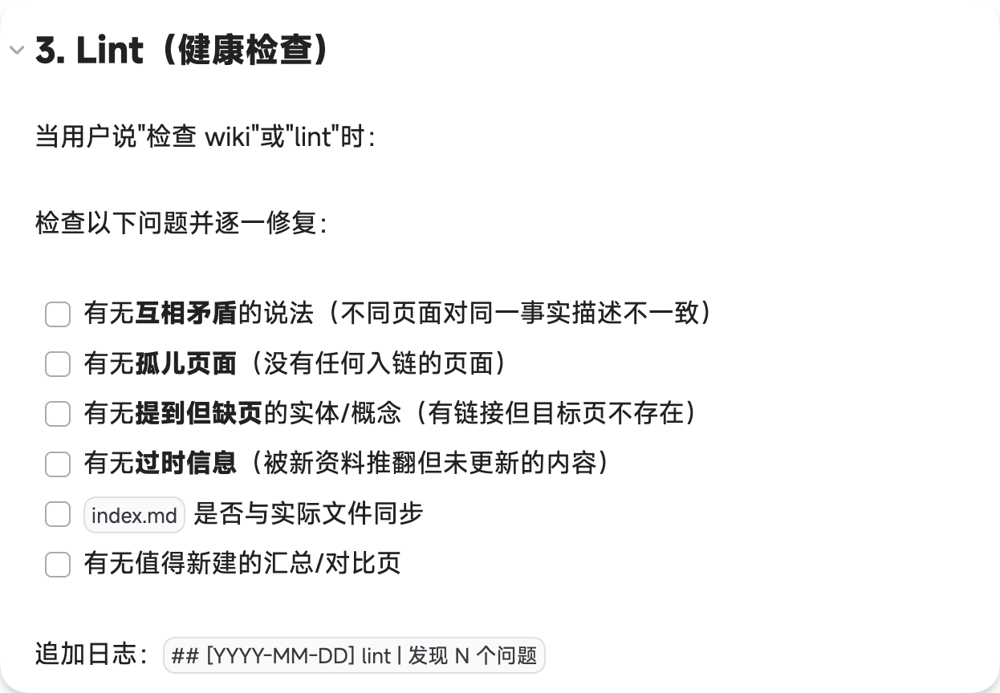 3. Lint（健康检查）
当用户说"检查 wiki"或"lint"时：
检查以下问题并逐一修复：
有无互相矛盾的说法（不同页面对同一事实描述不一致）
有无孤儿页面（没有任何入链的页面）
有无提到但缺页的实体/概念（有链接但目标页不存在）
有无过时信息（被新资料推翻但未更新的内容）
index.md 是否与实际文件同步
有无值得新建的汇总/对比页
追加日志： ## [YYYY-MM-DD] lint | 发现 N 个问题